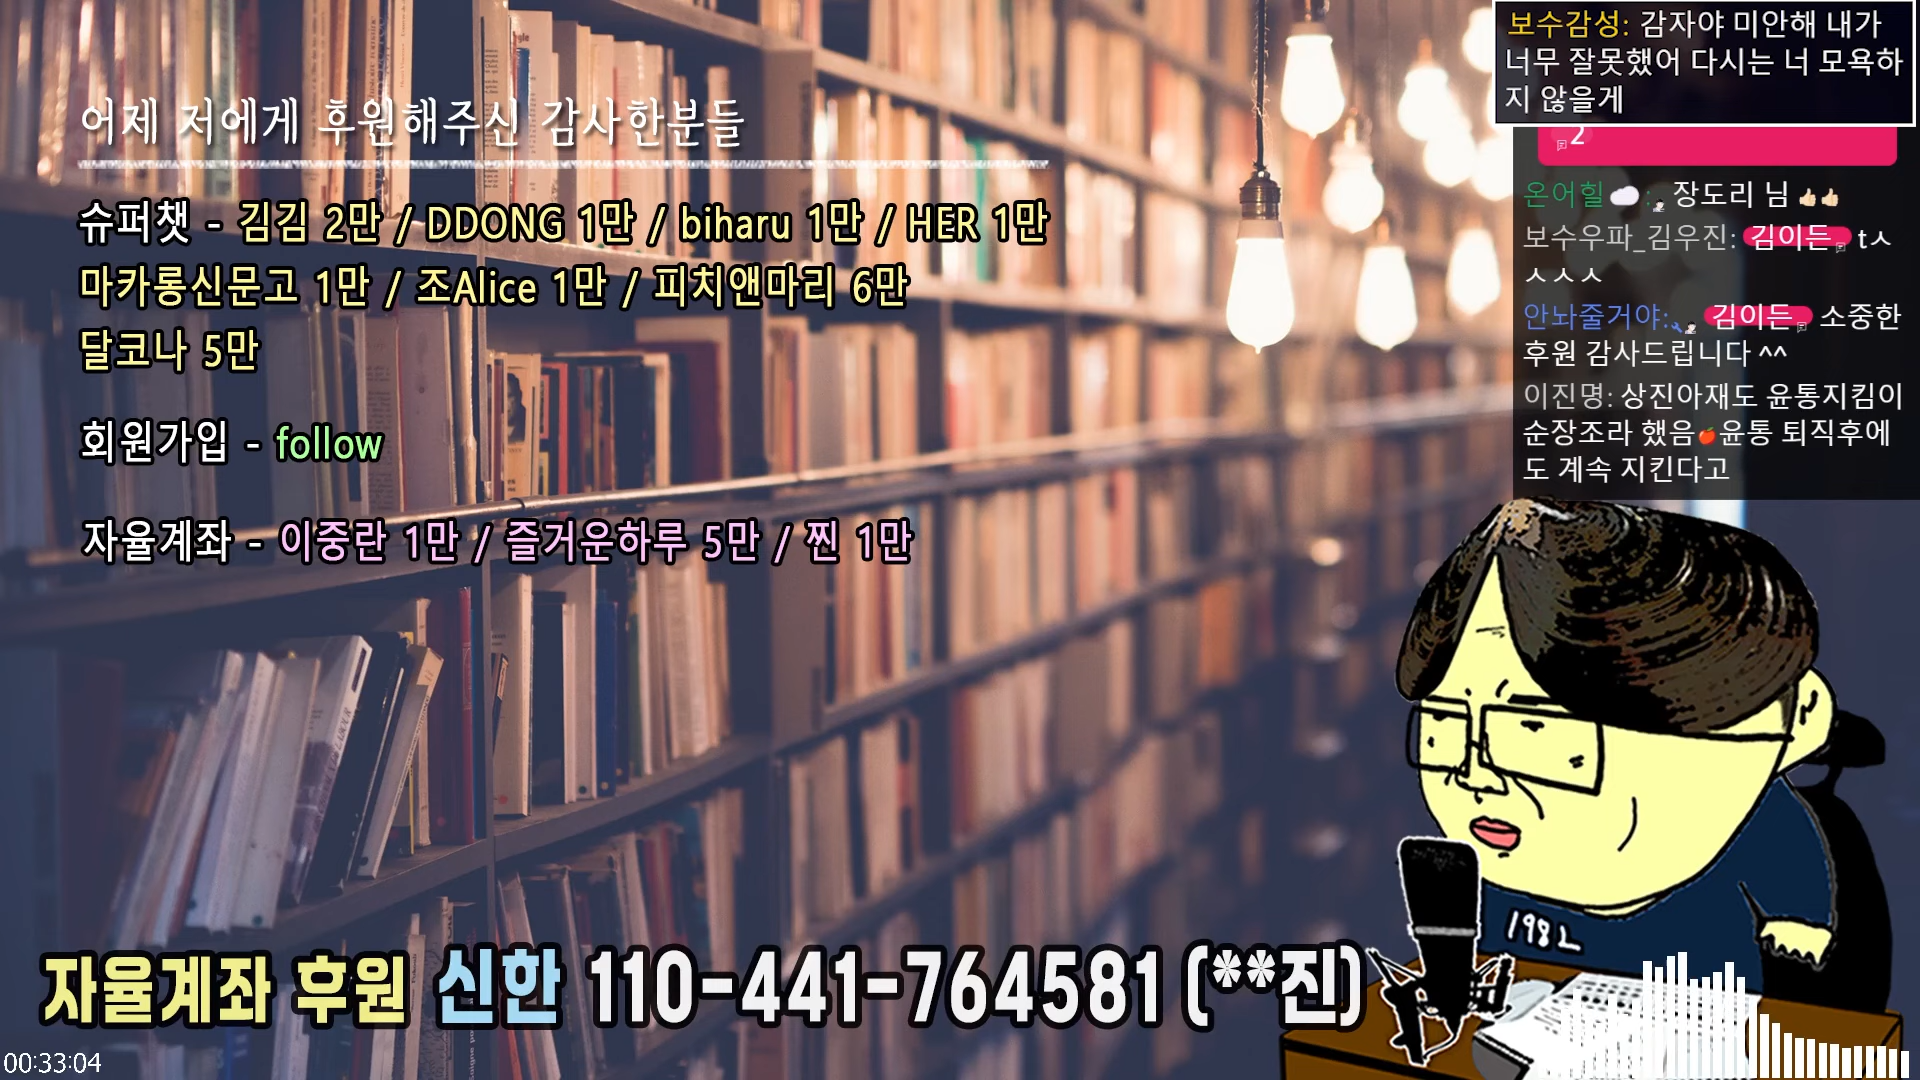 어제 저에게 후원해주신 감사한분들
슈퍼챗 - 김김 2만 / DDONG 1만 / biharu 1만 / HER 1만
마카롱신문고 1만 / 조Alice 1만 / 피치앤마리 6만
달코나 5만
회원가입 - follow
자율계좌 - 이중란 1만 / 즐거운하루 5만 / 찐 1만
보수감성: 감자야 미안해 내가
너무 잘못했어 다시는 너 모욕하
지 않을게
2
온어힐 : 장도리 님
보수우파_김우진: 김이든 tㅅ
ㅅㅅㅅ
안놔줄거야: 김이든 소중한
후원 감사드립니다 ^^
이진명: 상진아재도 윤통지킴이
순장조라 했음 윤통 퇴직후에
도 계속 지킨다고
1982
자율계좌 후원 신한 110-441-764581 (**진)
00:33:04